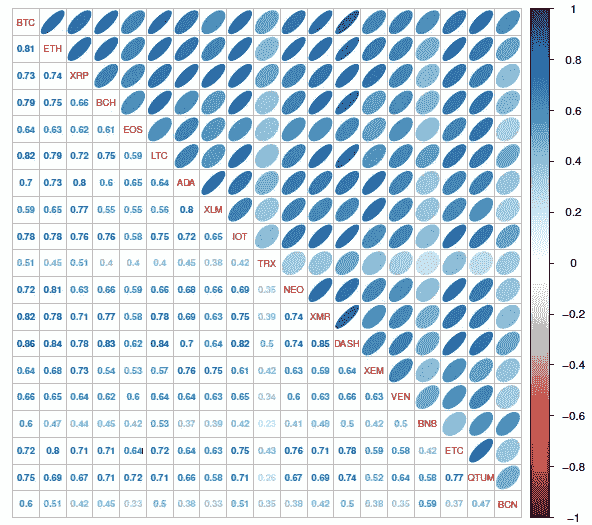 BTC
0.81 ETH
0.73 0.74 XRP
0.79 0.75 0.66 BCH
0.64 0.63 0.62 0.61 EOS
0.82 0.79 0.72 0.75 0.59 LTC
0.7 0.73 0.8 0.6 0.65 0.64 ADA
0.59 0.65 0.77 0.55 0.55 0.56 0.8 XLM
0.78 0.78 0.76 0.76 0.58 0.75 0.72 0.65 IOT
0.51 0.45 0.51 0.4 0.4 0.4 0.45 0.38 0.42 TRX
0.72 0.81 0.63 0.66 0.59 0.66 0.68 0.66 0.69 0.35 NEO
0.82 0.78 0.71 0.77 0.58 0.78 0.69 0.63 0.75 0.39 0.74 XMR
0.86 0.84 0.78 0.83 0.62 0.84 0.7 0.64 0.82 0.5 0.74 0.85 DASH
0.64 0.68 0.73 0.54 0.53 0.57 0.76 0.75 0.61 0.42 0.63 0.59 0.64 XEM
0.66 0.65 0.64 0.62 0.6 0.64 0.64 0.63 0.65 0.34 0.6 0.63 0.66 0.63 VEN
0.6 0.47 0.44 0.45 0.42 0.53 0.37 0.39 0.42 0.23 0.41 0.48 0.5 0.42 0.5 BNB
0.72 0.8 0.71 0.71 0.64 0.72 0.64 0.63 0.75 0.43 0.76 0.71 0.78 0.59 0.58 0.42 ETC
0.75 0.69 0.67 0.71 0.72 0.71 0.66 0.58 0.71 0.26 0.67 0.69 0.74 0.52 0.64 0.58 0.77 QTUM
0.6 0.51 0.42 0.45 0.33 0.5 0.38 0.33 0.51 0.35 0.38 0.42 0.5 0.38 0.35 0.59 0.37 0.47 BCN
1
0.8
0.6
0.4
0.2
0
−0.2
−0.4
−0.6
−0.8
−1